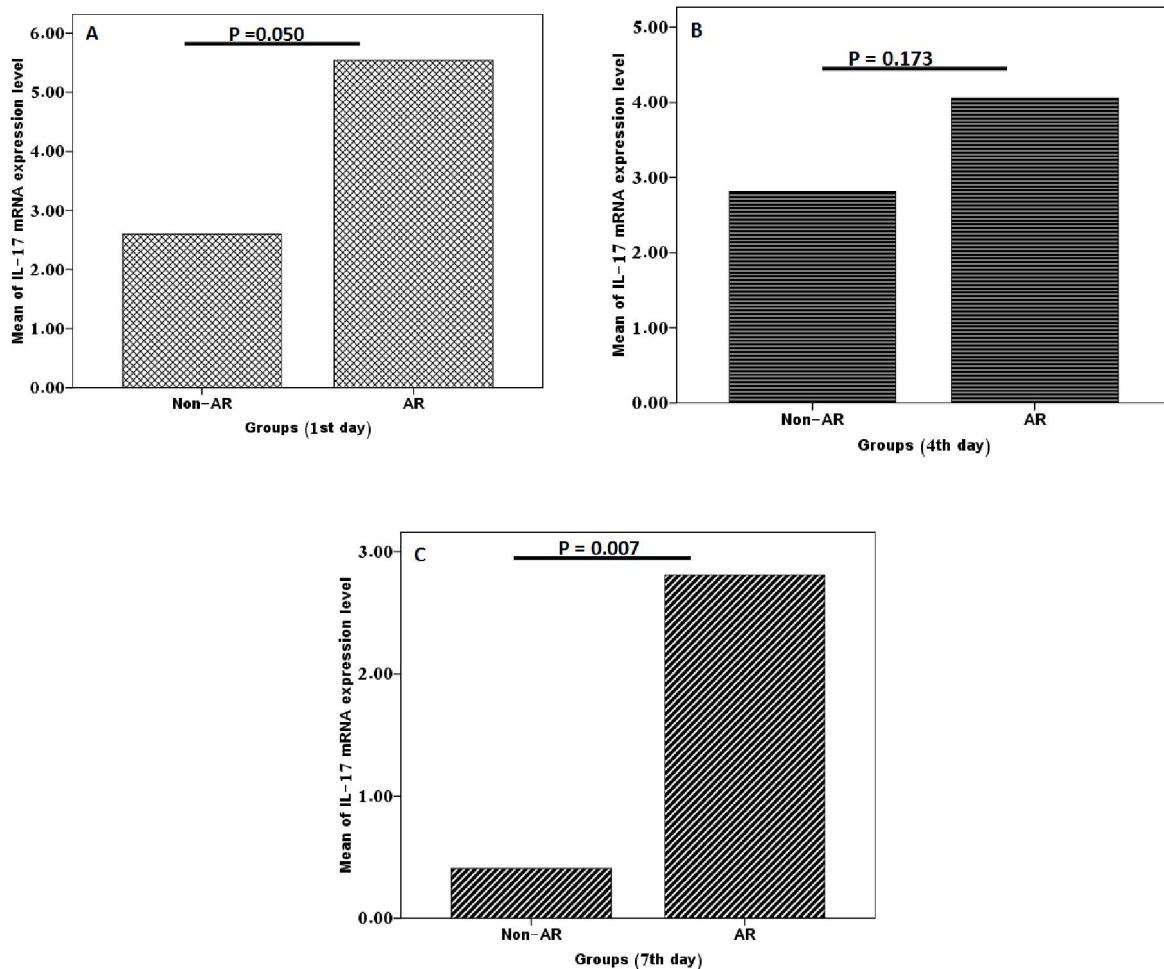 A
P =0.050
Mean of IL-17 mRNA expression level
6.00
5.00
4.00
3.00
2.00
1.00
0.00
Non-AR AR
Groups (1st day)
B
P = 0.173
Mean of IL-17 mRNA expression level
5.00
4.00
3.00
2.00
1.00
0.00
Non-AR AR
Groups (4th day)
C
P = 0.007
Mean of IL-17 mRNA expression level
3.00
2.00
1.00
0.00
Non-AR AR
Groups (7th day)